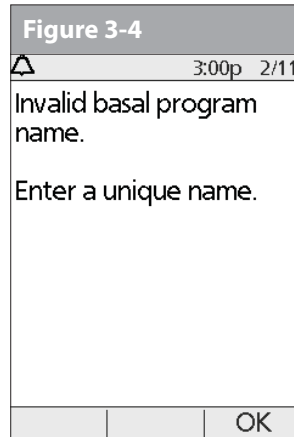 Figure 3-4
3:00p 2/11
Invalid basal program
name.
Enter a unique name.
OK